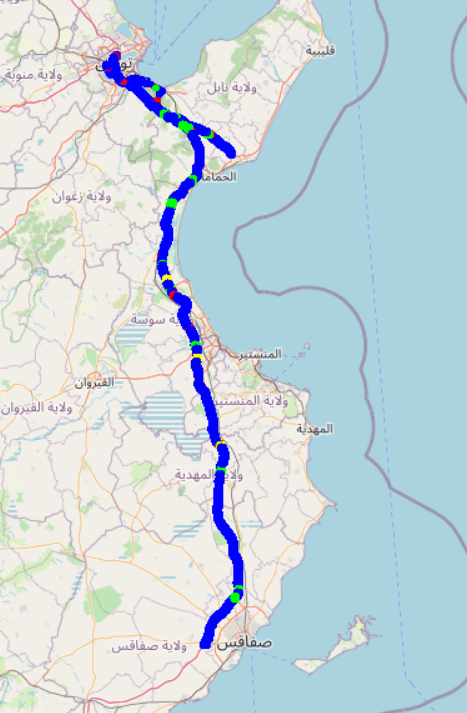 قليبية
تونس
ولاية منوبة
ولاية نابل
الحمامات
ولاية زغوان
ولاية سوسة
المنستير
القيروان
ولاية القيروان
ولاية المنستير
المهدية
ولاية المهدية
صفاقس
ولاية صفاقس